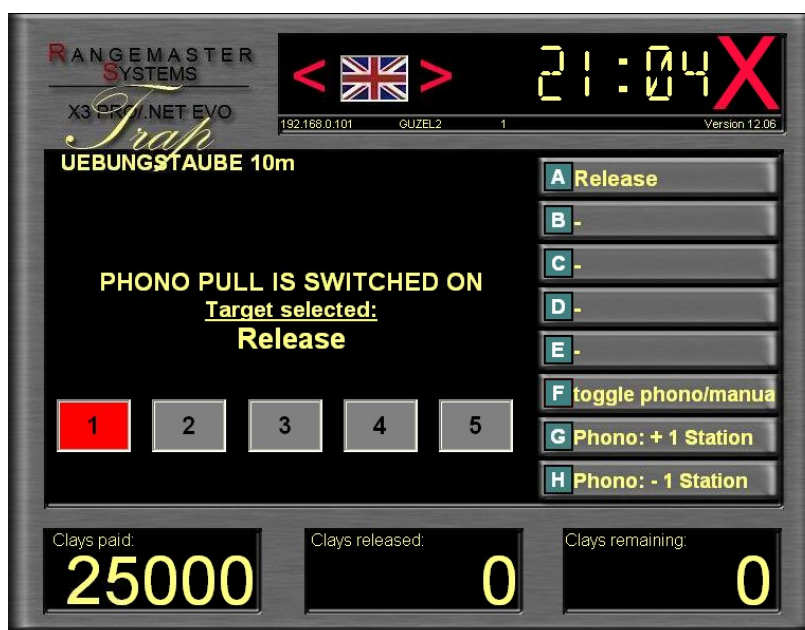 RANGEMASTER
SYSTEMS
X3 PRO/.NET EVO
Trap
< >
21:04
X
192.168.0.101 GUZEL2 1 Version 12.06
UEBUNGSTAUBE 10m
PHONO PULL IS SWITCHED ON
Target selected:
Release
1 2 3 4 5
A Release
B -
C -
D -
E -
F toggle phono/manua
G Phono: + 1 Station
H Phono: - 1 Station
Clays paid:
25000
Clays released:
0
Clays remaining:
0